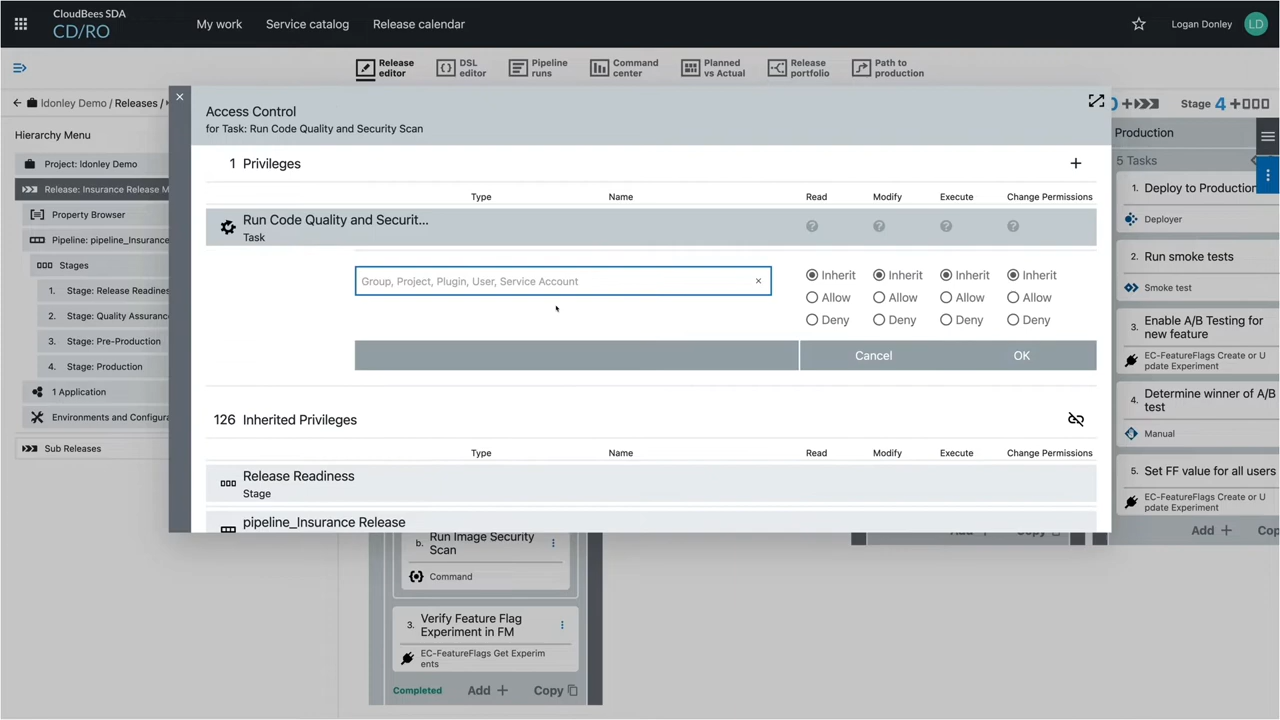 CloudBees SDA
CD/RO
My work
Service catalog
Release calendar
Logan Donley
LD
Release editor
DSL editor
Pipeline runs
Command center
Planned vs Actual
Release portfolio
Path to production
ldonley Demo / Releases /
Stage 4
Hierarchy Menu
Project: ldonley Demo
Release: Insurance Release M
Property Browser
Pipeline: pipeline_Insurance
Stages
1. Stage: Release Readines
2. Stage: Quality Assuranc
3. Stage: Pre-Production
4. Stage: Production
1 Application
Environments and Configura
Sub Releases
Access Control
for Task: Run Code Quality and Security Scan
1 Privileges
Type Name Read Modify Execute Change Permissions
Run Code Quality and Securit...
Task
Group, Project, Plugin, User, Service Account
Inherit Inherit Inherit Inherit
Allow Allow Allow Allow
Deny Deny Deny Deny
Cancel OK
126 Inherited Privileges
Type Name Read Modify Execute Change Permissions
Release Readiness
Stage
pipeline_Insurance Release
b. Run Image Security
Scan
Command
3. Verify Feature Flag
Experiment in FM
EC-FeatureFlags Get Experim
ents
Completed Add + Copy
Production
5 Tasks
1. Deploy to Production
Deployer
2. Run smoke tests
Smoke test
3. Enable A/B Testing for
new feature
EC-FeatureFlags Create or U
pdate Experiment
4. Determine winner of A/B
test
Manual
5. Set FF value for all users
EC-FeatureFlags Create or U
pdate Experiment
Add + Cop